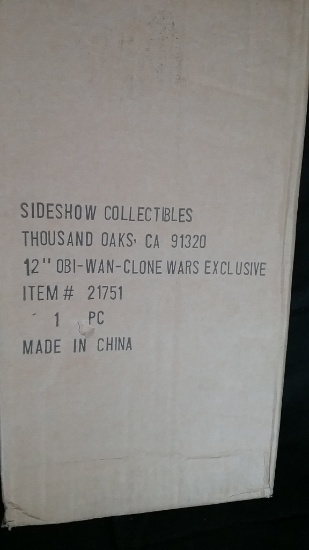 SIDESHOW COLLECTIBLES
THOUSAND OAKS, CA 91320
12" OBI-WAN-CLONE WARS EXCLUSIVE
ITEM # 21751
1 PC
MADE IN CHINA